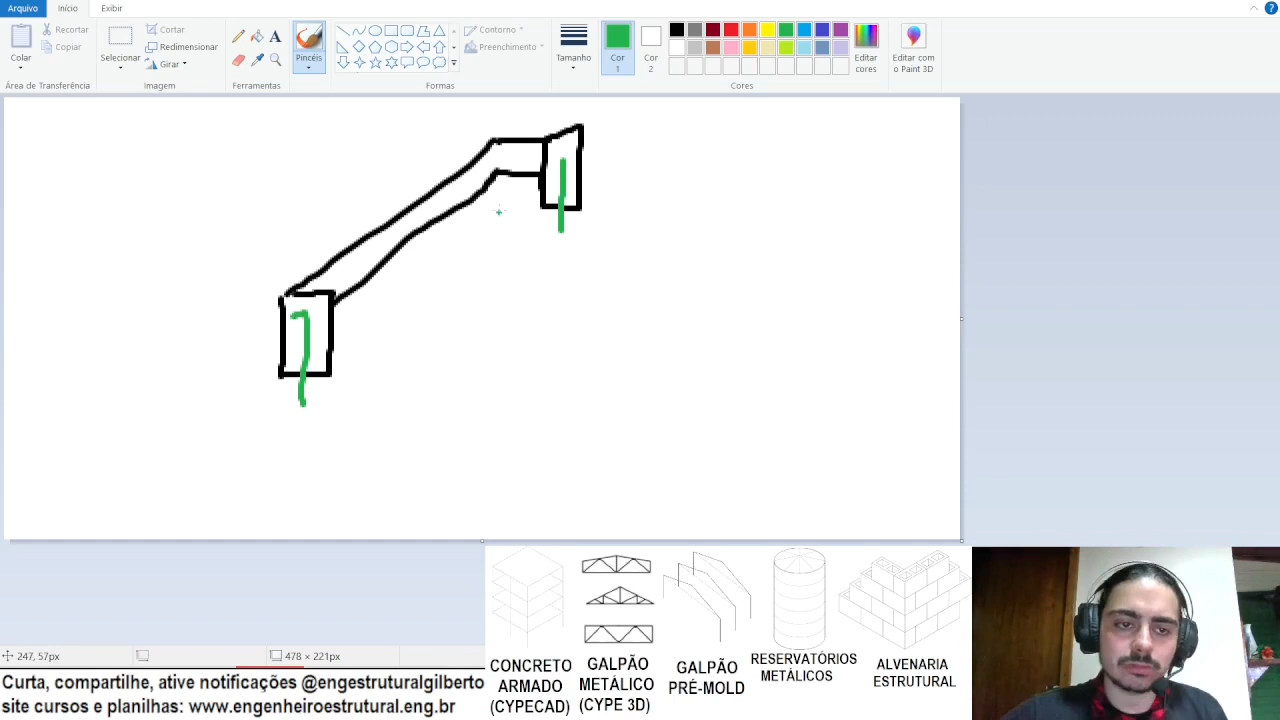 Arquivo Início Exibir
Colar
Recortar
Copiar
Área de Transferência
Selecionar
Cortar
Redimensionar
Girar
Imagem
A
Ferramentas
Pincéis
Contorno
Preenchimento
Formas
Tamanho
Cor
1
Cor
2
Editar
cores
Cores
Editar com
o Paint 3D
?
247, 57px
478 × 221px
Curta, compartilhe, ative notificações @engestruturalgilberto
site cursos e planilhas: www.engenheiroestrutural.eng.br
CONCRETO
ARMADO
(CYPECAD)
GALPÃO
METÁLICO
(CYPE 3D)
GALPÃO
PRÉ-MOLD
RESERVATÓRIOS
METÁLICOS
ALVENARIA
ESTRUTURAL